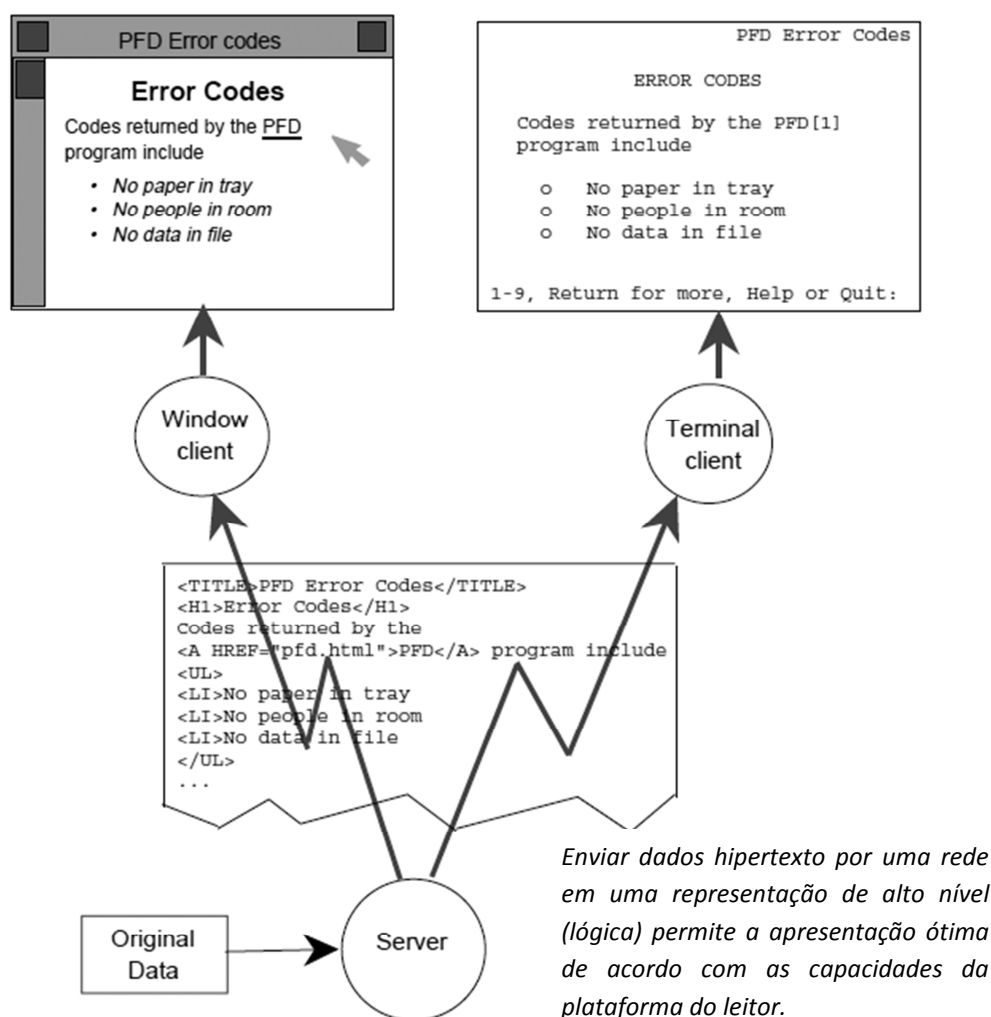 PFD Error codes
Error Codes
Codes returned by the PFD
program include
• No paper in tray
• No people in room
• No data in file
PFD Error Codes
ERROR CODES
Codes returned by the PFD[1]
program include
o No paper in tray
o No people in room
o No data in file
1-9, Return for more, Help or Quit:
Window
client
Terminal
client
<TITLE>PFD Error Codes</TITLE>
<H1>Error Codes</H1>
Codes returned by the
<A HREF="pfd.html">PFD</A> program include
<UL>
<LI>No paper in tray
<LI>No people in room
<LI>No data in file
</UL>
...
Original
Data
Server
Enviar dados hipertexto por uma rede
em uma representação de alto nível
(lógica) permite a apresentação ótima
de acordo com as capacidades da
plataforma do leitor.